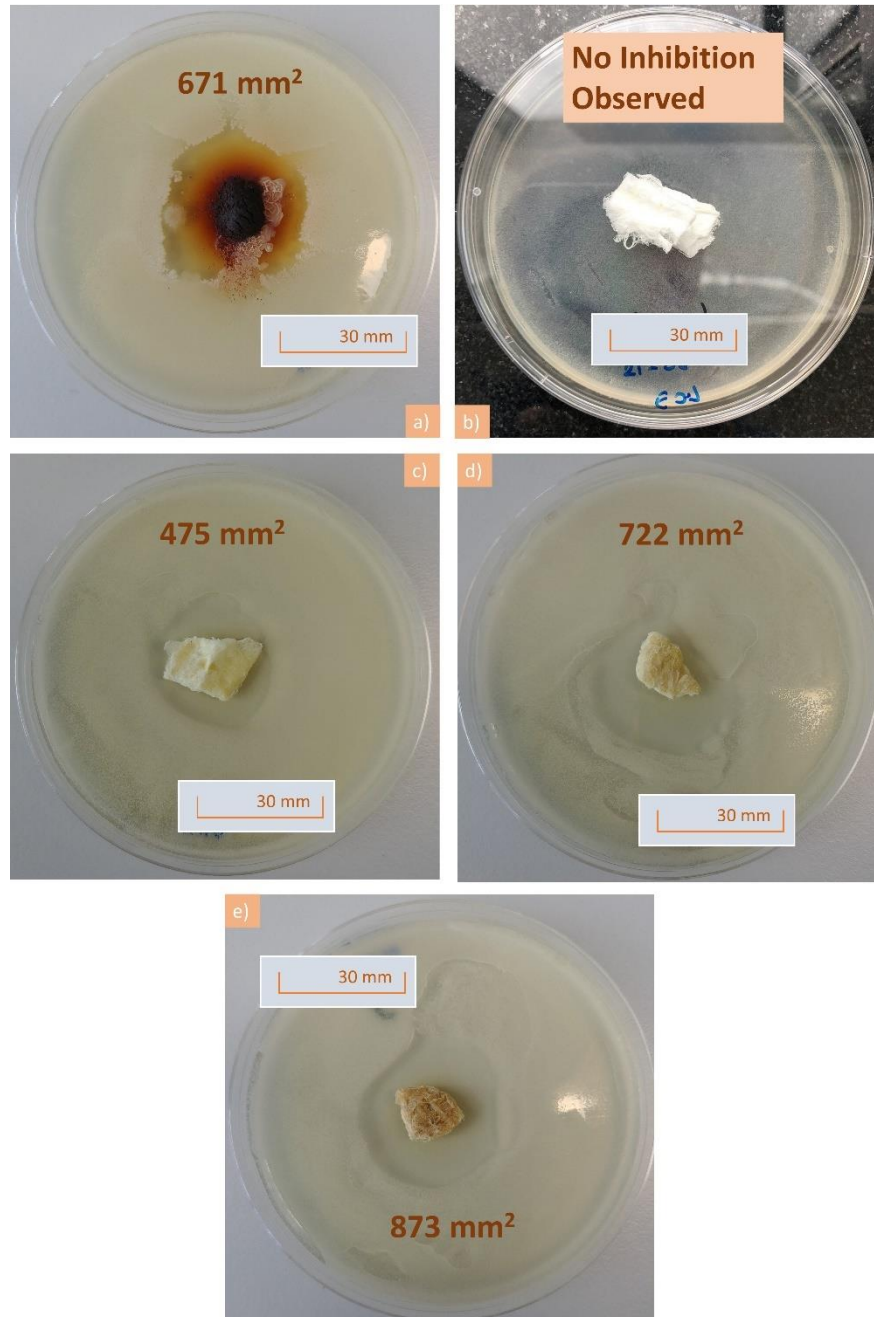 671 mm²
30 mm
a)
No Inhibition
Observed
30 mm
b)
c)
475 mm²
30 mm
d)
722 mm²
30 mm
e)
30 mm
873 mm²